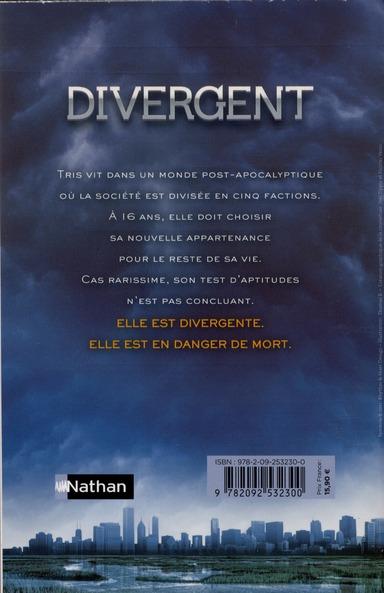 DIVERGENT
TRIS VIT DANS UN MONDE POST-APOCALYPTIQUE
OÙ LA SOCIÉTÉ EST DIVISÉE EN CINQ FACTIONS.
À 16 ANS, ELLE DOIT CHOISIR
SA NOUVELLE APPARTENANCE
POUR LE RESTE DE SA VIE.
CAS RARISSIME, SON TEST D'APTITUDES
N'EST PAS CONCLUANT.
ELLE EST DIVERGENTE.
ELLE EST EN DANGER DE MORT.
ISBN : 978-2-09-253230-0
9 782092 532300
Prix France:
15,90 €
Nathan